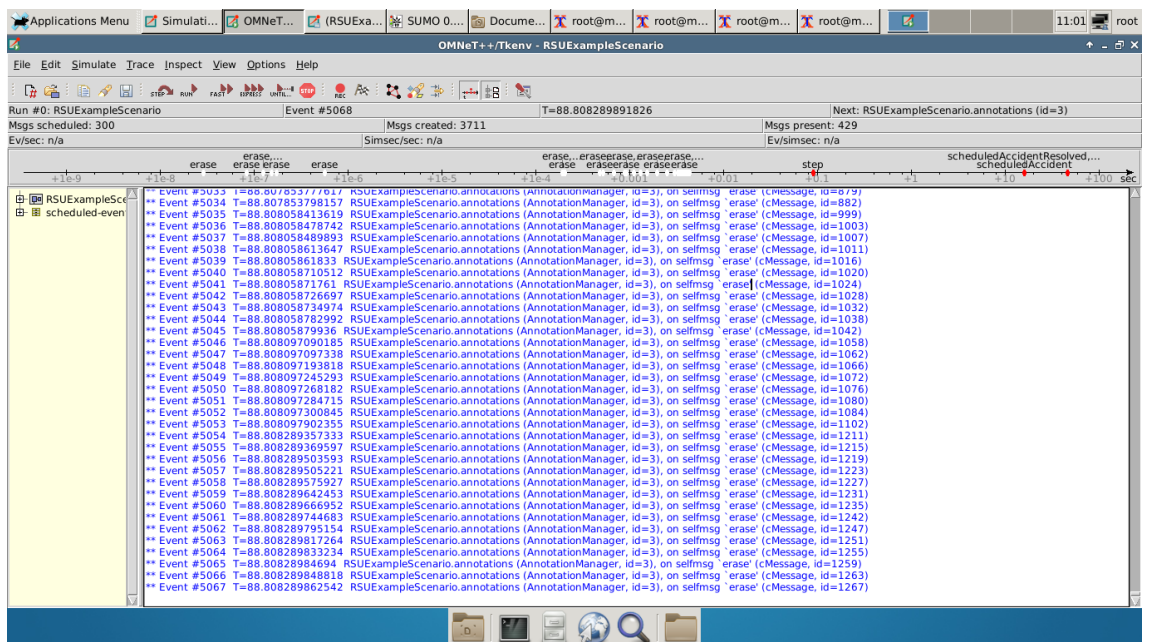 Applications Menu Simulati... OMNeT... (RSUExa... SUMO 0.... Docume... root@m... root@m... root@m... root@m... 11:01 root
OMNeT++/Tkenv - RSUExampleScenario
File Edit Simulate Trace Inspect View Options Help
STEP RUN FAST EXPRESS UNTIL... STOP REC
Run #0: RSUExampleScenario Event #5068 T=88.808289891826 Next: RSUExampleScenario.annotations (id=3)
Msgs scheduled: 300 Msgs created: 3711 Msgs present: 429
Ev/sec: n/a Simsec/sec: n/a Ev/simsec: n/a
erase,... erase,...eraseerase,eraseerase,... scheduledAccidentResolved,...
erase erase erase erase erase eraseerase eraseerase step scheduledAccident
+1e-9 +1e-8 +1e-7 +1e-6 +1e-5 +1e-4 +0.001 +0.01 +0.1 +1 +10 +100 sec
RSUExampleSce
scheduled-even
** Event #5033 T=88.807853777617 RSUExampleScenario.annotations (AnnotationManager, id=3), on selfmsg `erase' (cMessage, id=879)
** Event #5034 T=88.807853798157 RSUExampleScenario.annotations (AnnotationManager, id=3), on selfmsg `erase' (cMessage, id=882)
** Event #5035 T=88.808058413619 RSUExampleScenario.annotations (AnnotationManager, id=3), on selfmsg `erase' (cMessage, id=999)
** Event #5036 T=88.808058478742 RSUExampleScenario.annotations (AnnotationManager, id=3), on selfmsg `erase' (cMessage, id=1003)
** Event #5037 T=88.808058489893 RSUExampleScenario.annotations (AnnotationManager, id=3), on selfmsg `erase' (cMessage, id=1007)
** Event #5038 T=88.808058613647 RSUExampleScenario.annotations (AnnotationManager, id=3), on selfmsg `erase' (cMessage, id=1011)
** Event #5039 T=88.80805861833 RSUExampleScenario.annotations (AnnotationManager, id=3), on selfmsg `erase' (cMessage, id=1016)
** Event #5040 T=88.808058710512 RSUExampleScenario.annotations (AnnotationManager, id=3), on selfmsg `erase' (cMessage, id=1020)
** Event #5041 T=88.80805871761 RSUExampleScenario.annotations (AnnotationManager, id=3), on selfmsg `erase' (cMessage, id=1024)
** Event #5042 T=88.808058726697 RSUExampleScenario.annotations (AnnotationManager, id=3), on selfmsg `erase' (cMessage, id=1028)
** Event #5043 T=88.808058734974 RSUExampleScenario.annotations (AnnotationManager, id=3), on selfmsg `erase' (cMessage, id=1032)
** Event #5044 T=88.808058782992 RSUExampleScenario.annotations (AnnotationManager, id=3), on selfmsg `erase' (cMessage, id=1038)
** Event #5045 T=88.80805879936 RSUExampleScenario.annotations (AnnotationManager, id=3), on selfmsg `erase' (cMessage, id=1042)
** Event #5046 T=88.808097090185 RSUExampleScenario.annotations (AnnotationManager, id=3), on selfmsg `erase' (cMessage, id=1058)
** Event #5047 T=88.808097097338 RSUExampleScenario.annotations (AnnotationManager, id=3), on selfmsg `erase' (cMessage, id=1062)
** Event #5048 T=88.808097193818 RSUExampleScenario.annotations (AnnotationManager, id=3), on selfmsg `erase' (cMessage, id=1066)
** Event #5049 T=88.808097245293 RSUExampleScenario.annotations (AnnotationManager, id=3), on selfmsg `erase' (cMessage, id=1072)
** Event #5050 T=88.808097268182 RSUExampleScenario.annotations (AnnotationManager, id=3), on selfmsg `erase' (cMessage, id=1076)
** Event #5051 T=88.808097284715 RSUExampleScenario.annotations (AnnotationManager, id=3), on selfmsg `erase' (cMessage, id=1080)
** Event #5052 T=88.808097300845 RSUExampleScenario.annotations (AnnotationManager, id=3), on selfmsg `erase' (cMessage, id=1084)
** Event #5053 T=88.808097902355 RSUExampleScenario.annotations (AnnotationManager, id=3), on selfmsg `erase' (cMessage, id=1102)
** Event #5054 T=88.808289357333 RSUExampleScenario.annotations (AnnotationManager, id=3), on selfmsg `erase' (cMessage, id=1211)
** Event #5055 T=88.808289369597 RSUExampleScenario.annotations (AnnotationManager, id=3), on selfmsg `erase' (cMessage, id=1215)
** Event #5056 T=88.808289503593 RSUExampleScenario.annotations (AnnotationManager, id=3), on selfmsg `erase' (cMessage, id=1219)
** Event #5057 T=88.808289505221 RSUExampleScenario.annotations (AnnotationManager, id=3), on selfmsg `erase' (cMessage, id=1223)
** Event #5058 T=88.808289575927 RSUExampleScenario.annotations (AnnotationManager, id=3), on selfmsg `erase' (cMessage, id=1227)
** Event #5059 T=88.808289642453 RSUExampleScenario.annotations (AnnotationManager, id=3), on selfmsg `erase' (cMessage, id=1231)
** Event #5060 T=88.808289666952 RSUExampleScenario.annotations (AnnotationManager, id=3), on selfmsg `erase' (cMessage, id=1235)
** Event #5061 T=88.808289744683 RSUExampleScenario.annotations (AnnotationManager, id=3), on selfmsg `erase' (cMessage, id=1242)
** Event #5062 T=88.808289795154 RSUExampleScenario.annotations (AnnotationManager, id=3), on selfmsg `erase' (cMessage, id=1247)
** Event #5063 T=88.808289817264 RSUExampleScenario.annotations (AnnotationManager, id=3), on selfmsg `erase' (cMessage, id=1251)
** Event #5064 T=88.808289833234 RSUExampleScenario.annotations (AnnotationManager, id=3), on selfmsg `erase' (cMessage, id=1255)
** Event #5065 T=88.80828984694 RSUExampleScenario.annotations (AnnotationManager, id=3), on selfmsg `erase' (cMessage, id=1259)
** Event #5066 T=88.808289848818 RSUExampleScenario.annotations (AnnotationManager, id=3), on selfmsg `erase' (cMessage, id=1263)
** Event #5067 T=88.808289862542 RSUExampleScenario.annotations (AnnotationManager, id=3), on selfmsg `erase' (cMessage, id=1267)